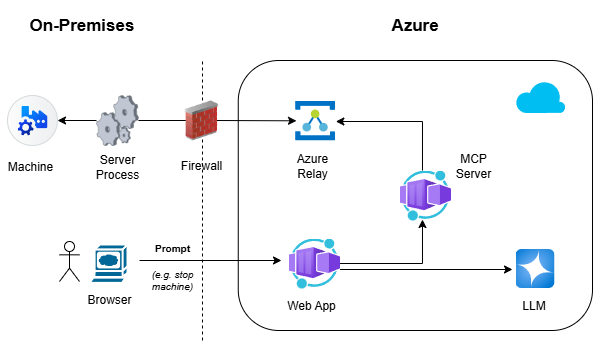 On-Premises
Azure
Machine
Server
Process
Firewall
Azure
Relay
MCP
Server
Prompt
(e.g. stop
machine)
Browser
Web App
LLM